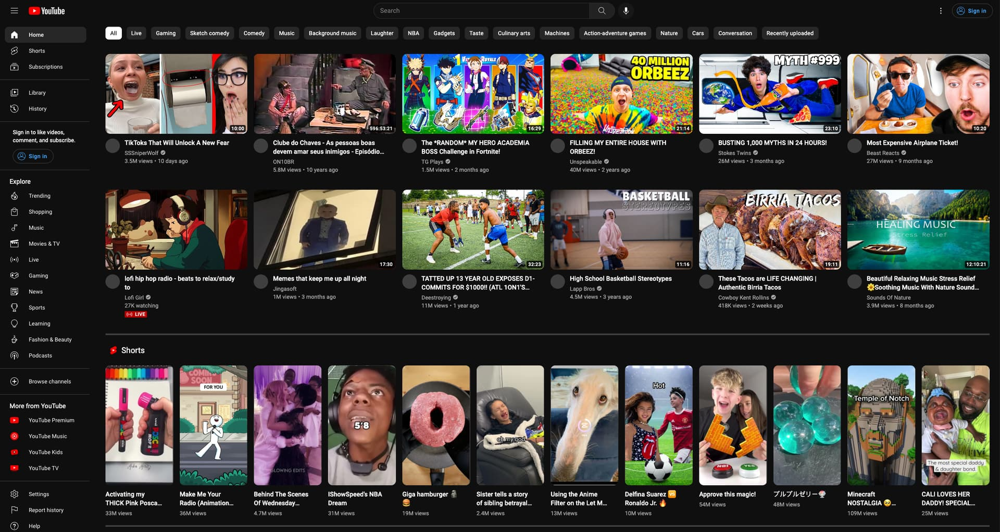 YouTube
Search
Sign in
Home
Shorts
Subscriptions
Library
History
Sign in to like videos,
comment, and subscribe.
Sign in
Explore
Trending
Shopping
Music
Movies & TV
Live
Gaming
News
Sports
Learning
Fashion & Beauty
Podcasts
Browse channels
More from YouTube
YouTube Premium
YouTube Music
YouTube Kids
YouTube TV
Settings
Report history
Help
All
Live
Gaming
Sketch comedy
Comedy
Music
Background music
Laughter
NBA
Gadgets
Taste
Culinary arts
Machines
Action-adventure games
Nature
Cars
Conversation
Recently uploaded
10:00
TikToks That Will Unlock A New Fear
SSSniperWolf
3.5M views • 10 days ago
596:53:21
Clube do Chaves - As pessoas boas
devem amar seus inimigos - Episódio...
ON10BR
5.8M views • 10 years ago
16:29
The *RANDOM* MY HERO ACADEMIA
BOSS Challenge in Fortnite!
TG Plays
1.5M views • 2 months ago
40 MILLION
ORBEEZ
21:14
FILLING MY ENTIRE HOUSE WITH
ORBEEZ!
Unspeakable
40M views • 2 years ago
MYTH #999
23:10
BUSTING 1,000 MYTHS IN 24 HOURS!
Stokes Twins
26M views • 3 months ago
10:20
Most Expensive Airplane Ticket!
Beast Reacts
27M views • 9 months ago
lofi hip hop radio - beats to relax/study
to
Lofi Girl
27K watching
LIVE
17:30
Memes that keep me up all night
Jingasoft
1M views • 3 months ago
32:23
TATTED UP 13 YEAR OLD EXPOSES D1-
COMMITS FOR $1000!! (ATL 1ON1'S...
Deestroying
11M views • 1 year ago
BASKETBALL
STEREOTYPES
11:16
High School Basketball Stereotypes
Lapp Bros
4.5M views • 3 years ago
BIRRIA TACOS
19:11
These Tacos are LIFE CHANGING |
Authentic Birria Tacos
Cowboy Kent Rollins
418K views • 2 weeks ago
HEALING MUSIC
Stress Relief
12:10:21
Beautiful Relaxing Music Stress Relief
🌼Soothing Music With Nature Sound...
Sounds Of Nature
3.9M views • 8 months ago
Shorts
POSCA
Activating my
THICK Pink Posca...
33M views
COMING
SOON
FOR YOU
Make Me Your
Radio (Animation...
36M views
GLOWING EDITS
Behind The Scenes
Of Wednesday...
4.7M views
5'8
IShowSpeed's NBA
Dream
31M views
Giga hamburger 🗿
🍔
19M views
oh my god
Sister tells a story
of sibling betrayal...
2.4M views
Using the Anime
Filter on the Let M...
13M views
Hot
Delfina Suarez 🆚
Ronaldo Jr. 🔥
10M views
NO!
YES
Approve this magic!
54M views
プルプルゼリー🍧
48M views
Temple of Notch
Minecraft
NOSTALGIA 🥺...
109M views
The most special daddy
& daughter bond.
CALI LOVES HER
DADDY! SPECIAL...
25M views